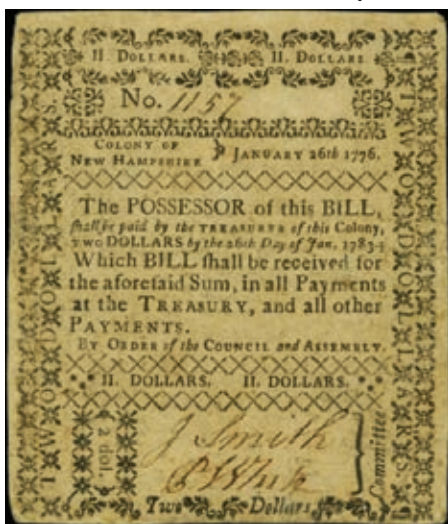 II. DOLLARS. II. DOLLARS.
No. 1157
COLONY OF
NEW HAMPSHIRE } JANUARY 26th 1776.
The POSSESSOR of this BILL,
ſhall be paid by the TREASURER of this Colony,
TWO DOLLARS by the 26th Day of Jan. 1783
Which BILL ſhall be received for
the aforeſaid Sum, in all Payments
at the TREASURY, and all other
PAYMENTS.
BY ORDER of the COUNCIL and ASSEMBLY.
II. DOLLARS. II. DOLLARS.
J Smith
Committee
2 dol.
Two Dollars
TWO DOLLARS
TWO DOLLARS